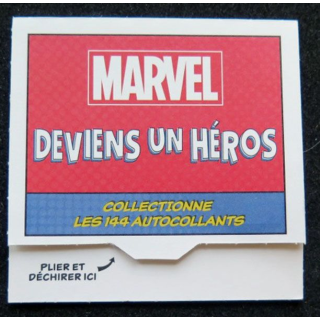 MARVEL
DEVIENS UN HÉROS
COLLECTIONNE
LES 144 AUTOCOLLANTS
PLIER ET
DÉCHIRER ICI